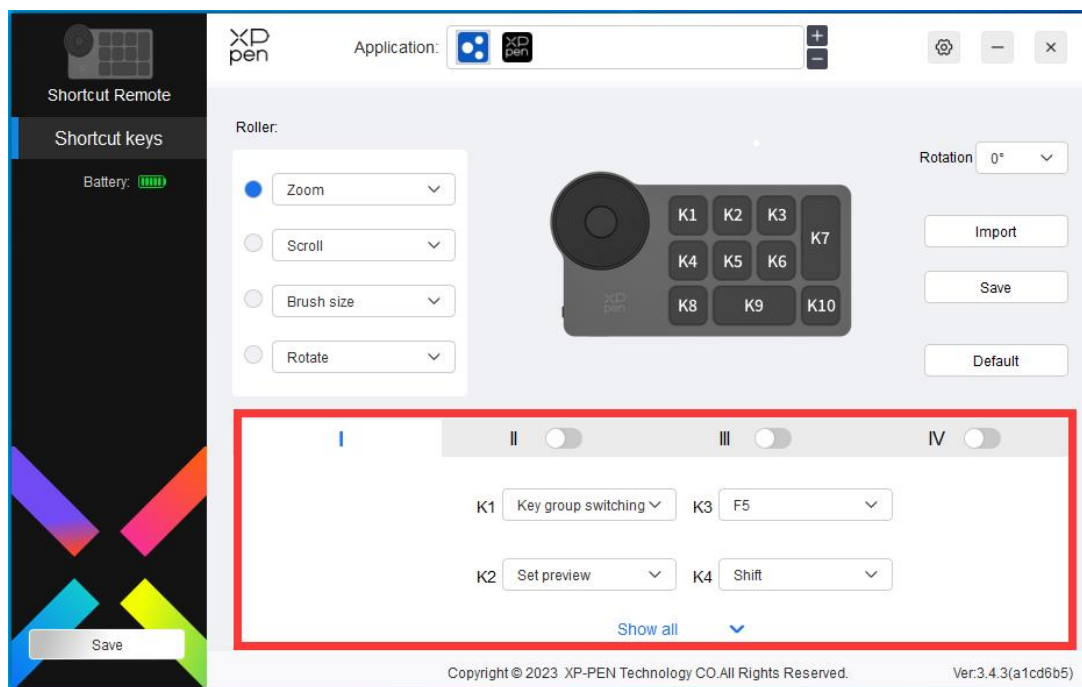 Shortcut Remote
Shortcut keys
Battery:
XP
pen
Application:
XP
pen
+
−
Roller:
Zoom
Scroll
Brush size
Rotate
K1 K2 K3
K7
K4 K5 K6
K8 K9 K10
XP
pen
Rotation 0°
Import
Save
Default
I II III IV
K1 Key group switching K3 F5
K2 Set preview K4 Shift
Show all
Save
Copyright © 2023 XP-PEN Technology CO.All Rights Reserved. Ver:3.4.3(a1cd6b5)